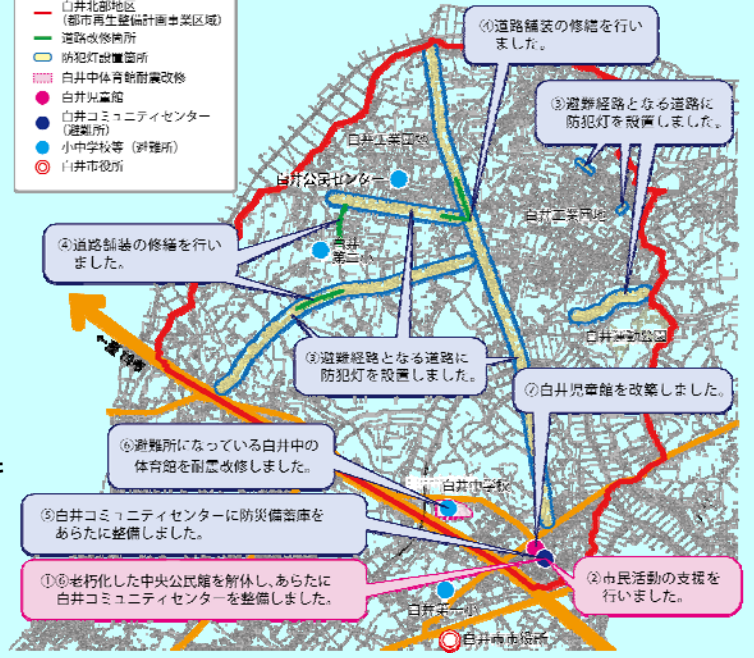 白井北部地区
(都市再生整備計画事業区域)
道路改修箇所
防犯灯設置箇所
白井中体育館耐震改修
白井児童館
白井コミュニティセンター
(避難所)
小中学校等(避難所)
白井市役所
④道路舗装の修繕を行い
ました。
③避難経路となる道路に
防犯灯を設置しました。
白井工業団地
白井公民センター
白井工業団地
④道路舗装の修繕を行い
ました。
白井
第二小
白井運動公園
③避難経路となる道路に
防犯灯を設置しました。
⑦白井児童館を改築しました。
⑥避難所になっている白井中の
体育館を耐震改修しました。
白井中学校
⑤白井コミュニティセンターに防災備蓄庫を
あらたに整備しました。
①⑥老朽化した中央公民館を解体し、あらたに
白井コミュニティセンターを整備しました。
②市民活動の支援を
行いました。
白井第一小
白井市市役所